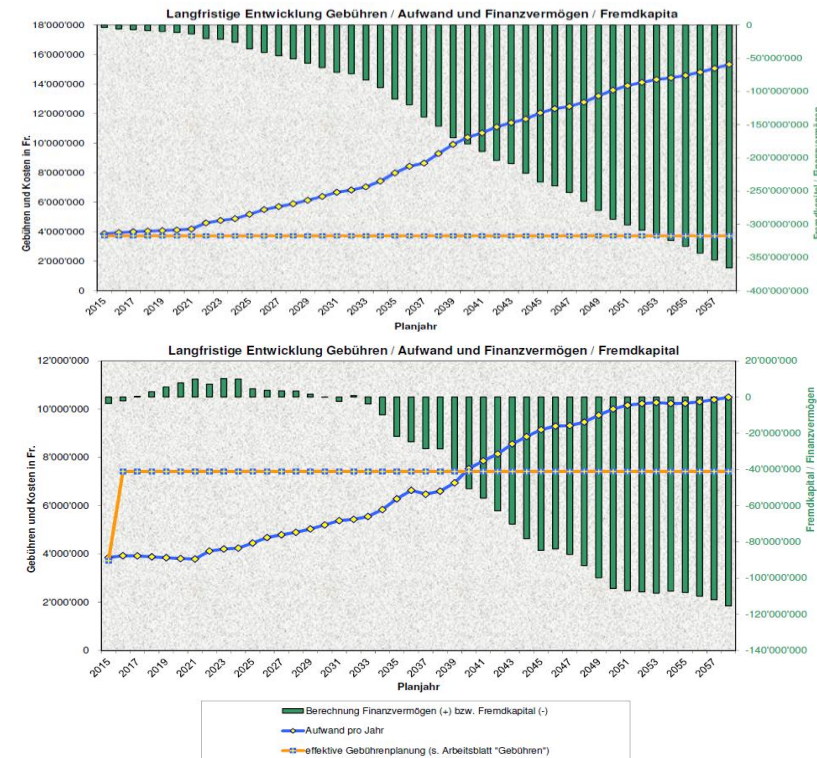 Langfristige Entwicklung Gebühren / Aufwand und Finanzvermögen / Fremdkapita
18'000'000
16'000'000
14'000'000
12'000'000
10'000'000
8'000'000
6'000'000
4'000'000
2'000'000
0
Gebühren und Kosten in Fr.
0
-50'000'000
-100'000'000
-150'000'000
-200'000'000
-250'000'000
-300'000'000
-350'000'000
-400'000'000
2015 2017 2019 2021 2023 2025 2027 2029 2031 2033 2035 2037 2039 2041 2043 2045 2047 2049 2051 2053 2055 2057
Planjahr
Langfristige Entwicklung Gebühren / Aufwand und Finanzvermögen / Fremdkapital
12'000'000
10'000'000
8'000'000
6'000'000
4'000'000
2'000'000
0
Gebühren und Kosten in Fr.
20'000'000
0
-20'000'000
-40'000'000
-60'000'000
-80'000'000
-100'000'000
-120'000'000
-140'000'000
Fremdkapital / Finanzvermögen
2015 2017 2019 2021 2023 2025 2027 2029 2031 2033 2035 2037 2039 2041 2043 2045 2047 2049 2051 2053 2055 2057
Planjahr
Berechnung Finanzvermögen (+) bzw. Fremdkapital (-)
Aufwand pro Jahr
effektive Gebührenplanung (s. Arbeitsblatt "Gebühren")